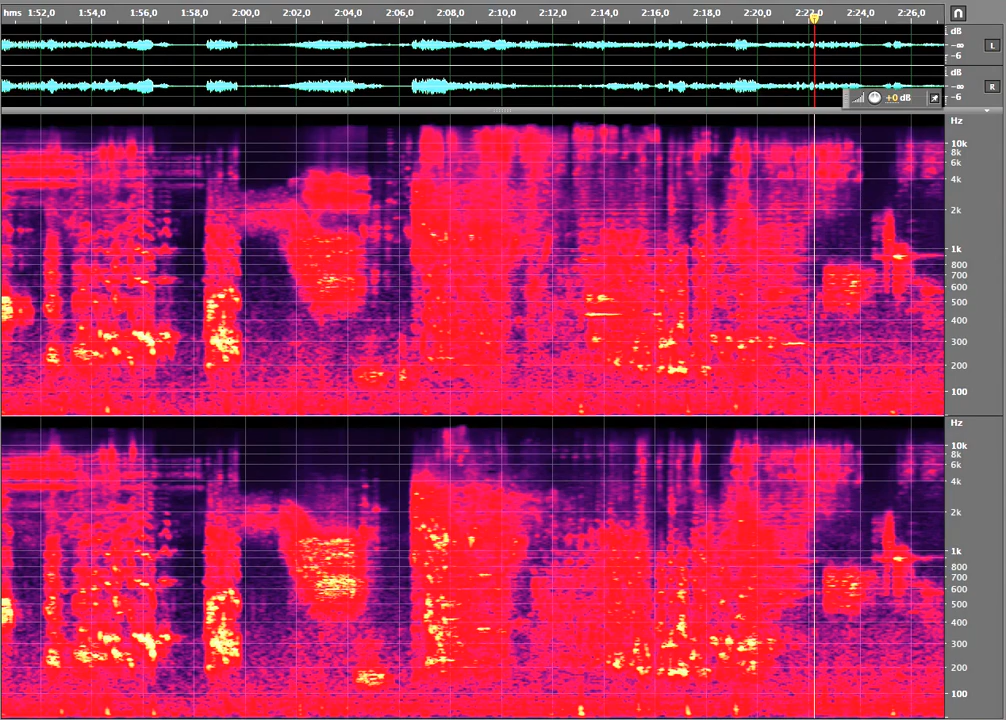 hms 1:52,0 1:54,0 1:56,0 1:58,0 2:00,0 2:02,0 2:04,0 2:06,0 2:08,0 2:10,0 2:12,0 2:14,0 2:16,0 2:18,0 2:20,0 2:22,0 2:24,0 2:26,0
dB
-∞ L
-6
dB
-∞ R
-6
+0 dB
Hz
10k
8k
6k
4k
2k
1k
800
700
600
500
400
300
200
100
Hz
10k
8k
6k
4k
2k
1k
800
700
600
500
400
300
200
100